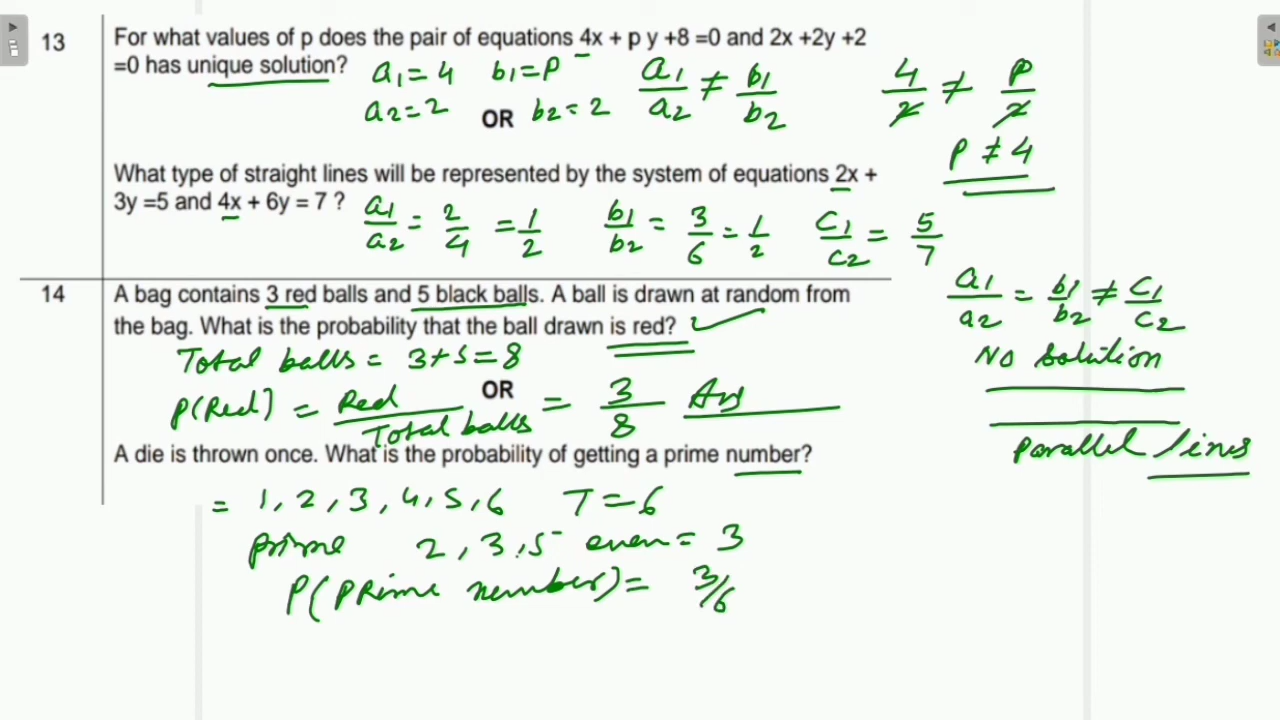 13
For what values of p does the pair of equations 4x + p y +8 =0 and 2x +2y +2
=0 has unique solution?
a1 = 4 b1 = P a1/a2 ≠ b1/b2 4/2 ≠ P/2
a2 = 2 OR b2 = 2
P ≠ 4
What type of straight lines will be represented by the system of equations 2x +
3y =5 and 4x + 6y = 7 ?
a1/a2 = 2/4 = 1/2 b1/b2 = 3/6 = 1/2 c1/c2 = 5/7
a1/a2 = b1/b2 ≠ c1/c2
No solution
Parallel lines
14
A bag contains 3 red balls and 5 black balls. A ball is drawn at random from
the bag. What is the probability that the ball drawn is red?
Total balls = 3+5=8
OR
P(Red) = Red/Total balls = 3/8 Ans
A die is thrown once. What is the probability of getting a prime number?
= 1, 2, 3, 4, 5, 6 T = 6
prime 2, 3, 5 even = 3
P(Prime number) = 3/6